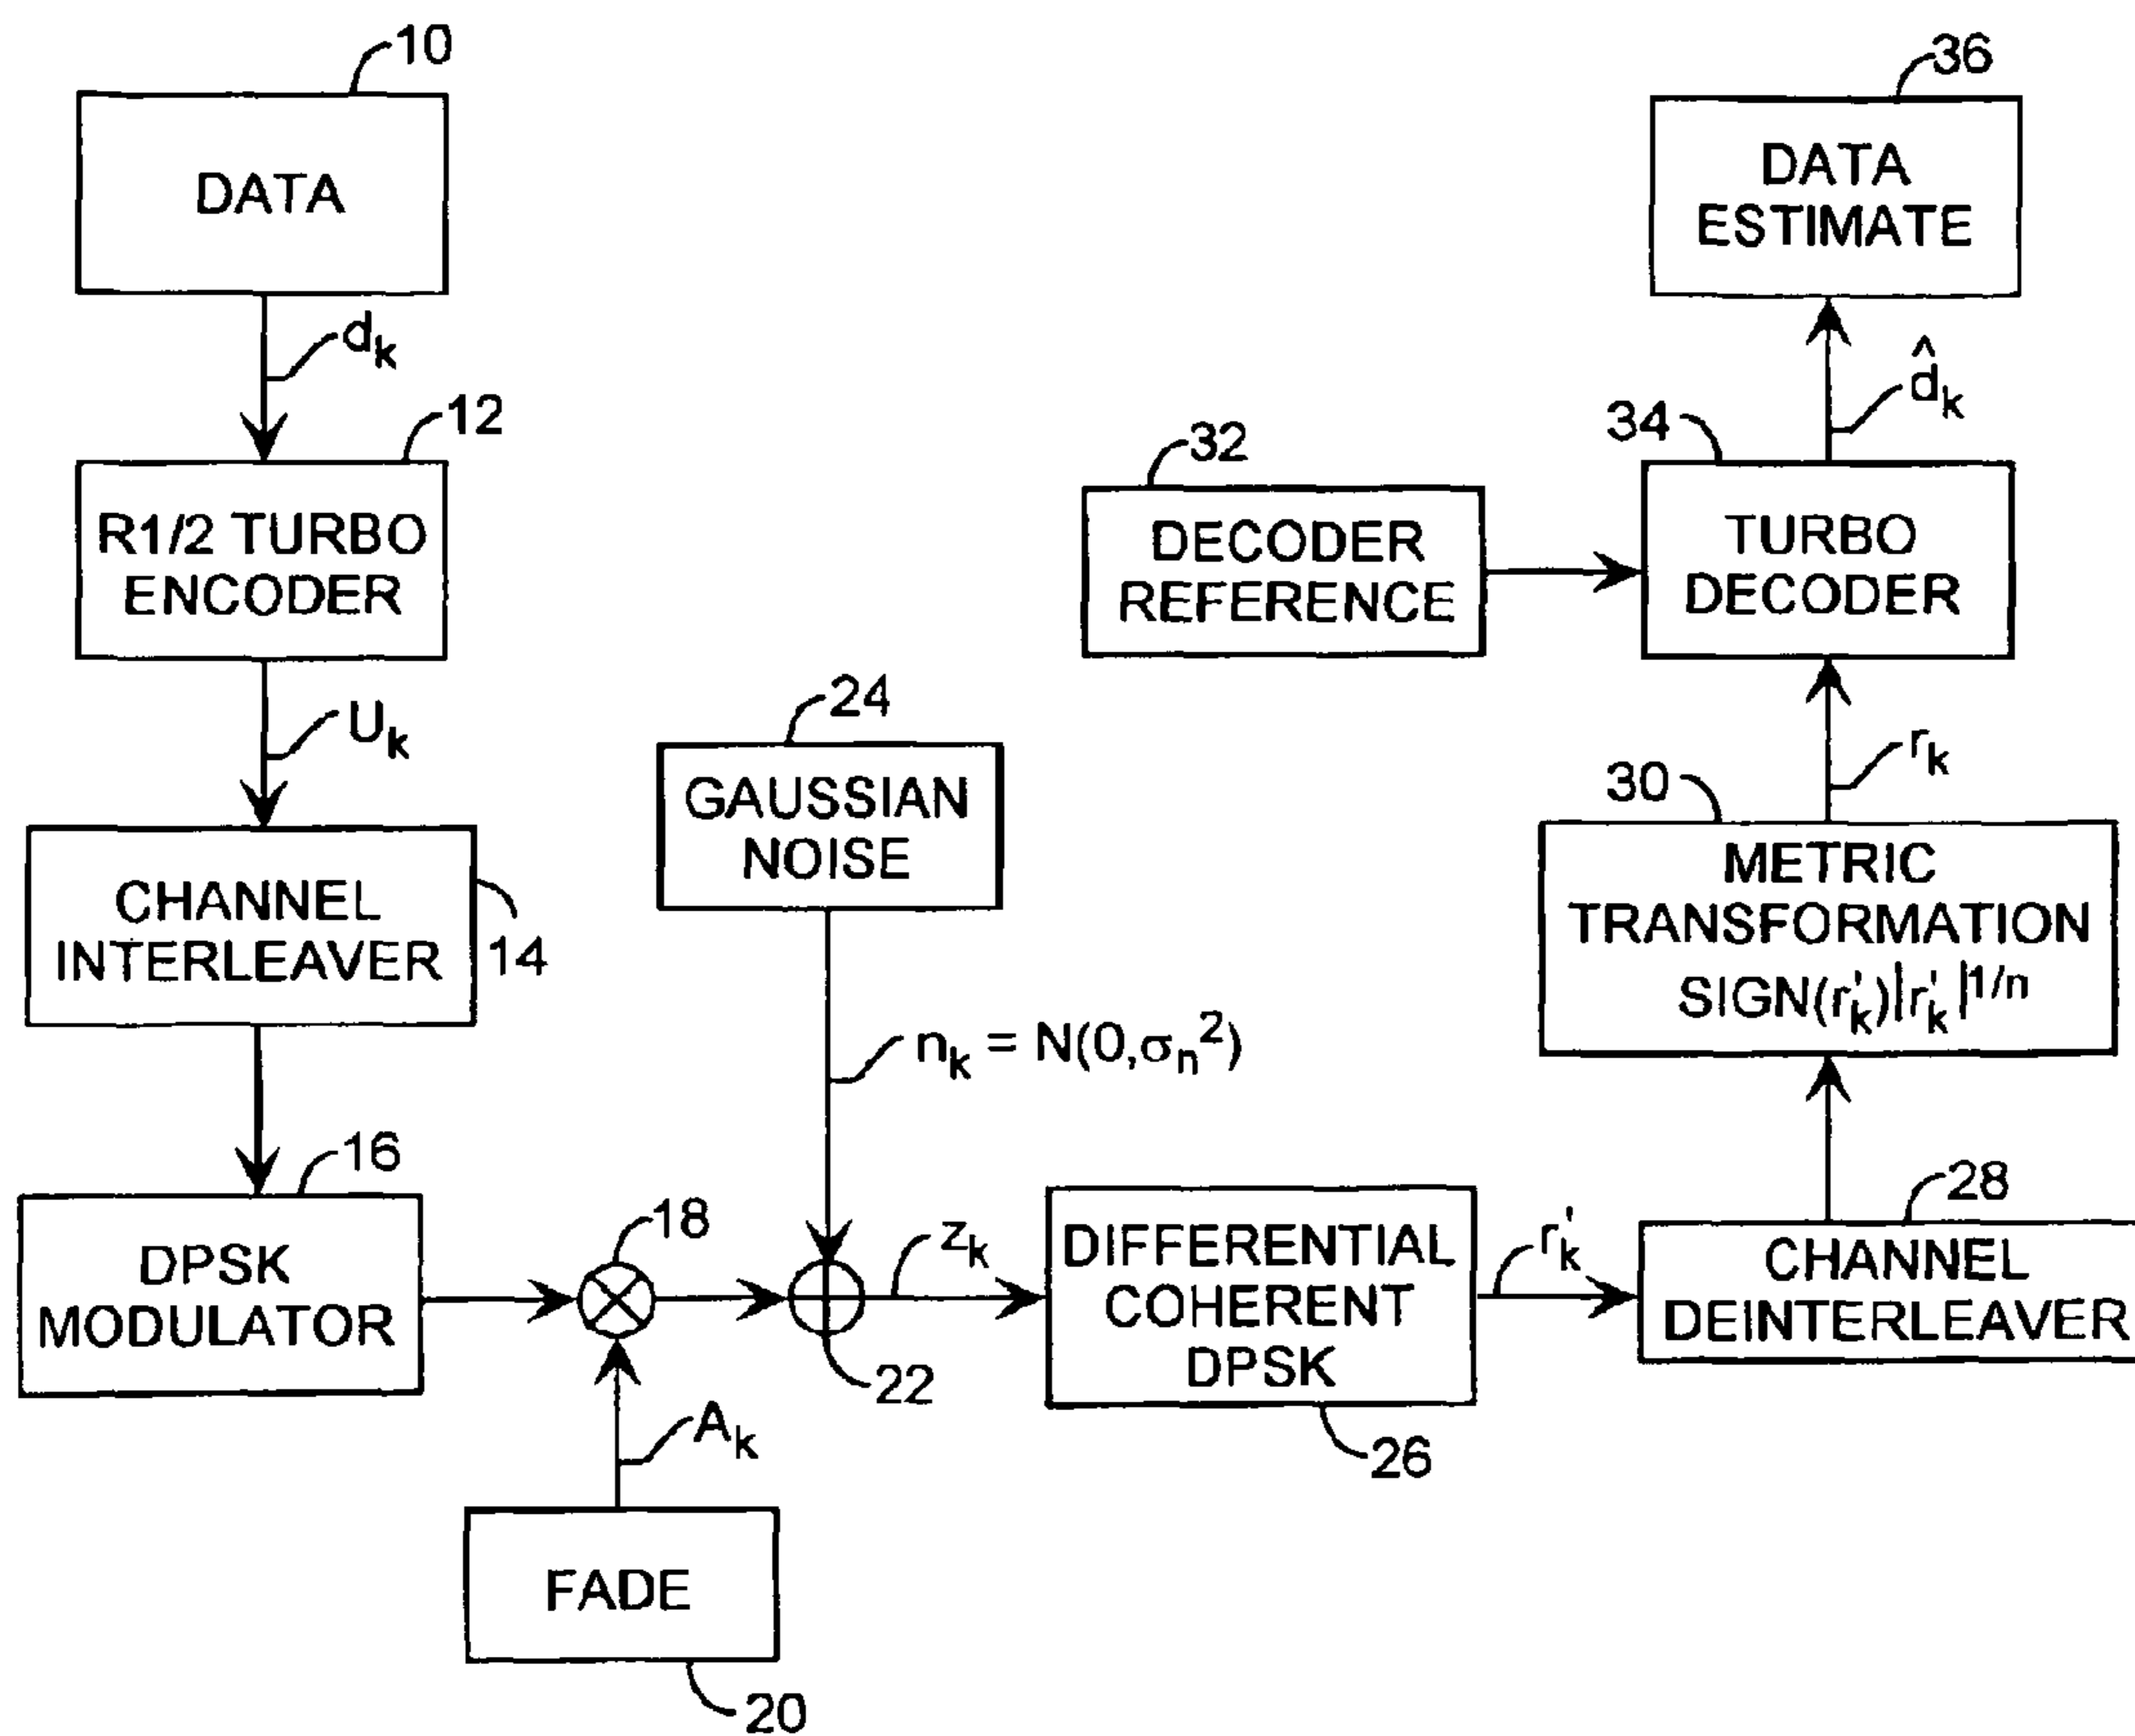 10
DATA
d_k
12
R1/2 TURBO
ENCODER
U_k
CHANNEL
INTERLEAVER
14
16
DPSK
MODULATOR
18
A_k
FADE
20
24
GAUSSIAN
NOISE
n_k = N(0,σ_n²)
22
z_k
DIFFERENTIAL
COHERENT
DPSK
26
r'_k
28
CHANNEL
DEINTERLEAVER
30
METRIC
TRANSFORMATION
SIGN(r'_k)|r'_k|^1/n
r_k
32
DECODER
REFERENCE
34
TURBO
DECODER
d̂_k
36
DATA
ESTIMATE